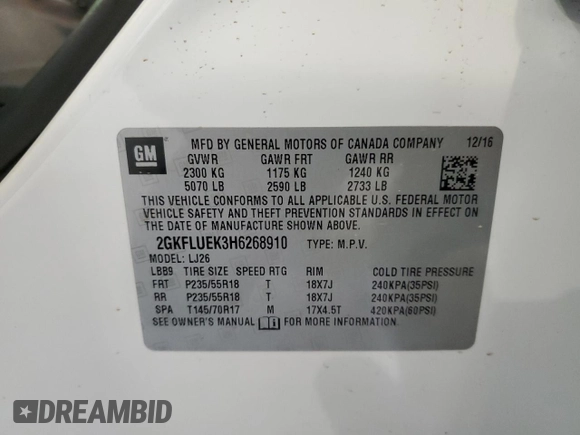 GM
MFD BY GENERAL MOTORS OF CANADA COMPANY 12/16
GVWR GAWR FRT GAWR RR
2300 KG 1175 KG 1240 KG
5070 LB 2590 LB 2733 LB
THIS VEHICLE CONFORMS TO ALL APPLICABLE U.S. FEDERAL MOTOR
VEHICLE SAFETY AND THEFT PREVENTION STANDARDS IN EFFECT ON
THE DATE OF MANUFACTURE SHOWN ABOVE.
2GKFLUEK3H6268910 TYPE: M.P.V.
MODEL: LJ26
LBB9 TIRE SIZE SPEED RTG RIM COLD TIRE PRESSURE
FRT P235/55R18 T 18X7J 240KPA(35PSI)
RR P235/55R18 T 18X7J 240KPA(35PSI)
SPA T145/70R17 M 17X4.5T 420KPA(60PSI)
SEE OWNER'S MANUAL FOR MORE INFORMATION.
DREAMBID